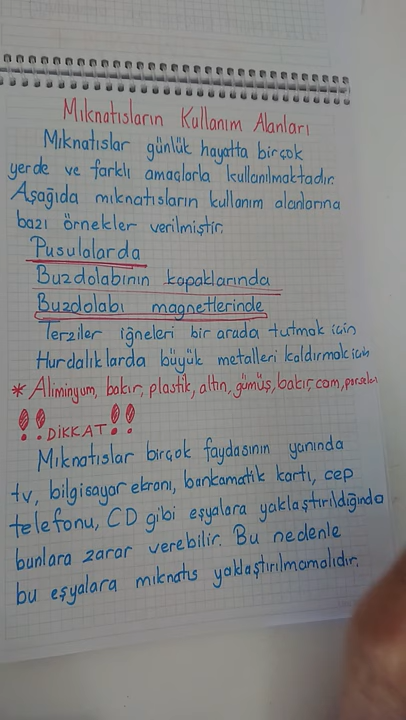 Mıknatısların Kullanım Alanları
Mıknatıslar günlük hayatta birçok
yerde ve farklı amaçlarla kullanılmaktadır.
Aşağıda mıknatısların kullanım alanlarına
bazı örnekler verilmiştir.
Pusulalarda
Buzdolabının kapaklarında
Buzdolabı magnetlerinde
Terziler iğneleri bir arada tutmak için
Hurdalıklarda büyük metalleri kaldırmak için
* Aliminyum, bakır, plastik, altın, gümüş, bakır, cam, porselen
!!DİKKAT!!
Mıknatıslar birçok faydasının yanında
tv, bilgisayar ekranı, bankamatik kartı, cep
telefonu, CD gibi eşyalara yaklaştırıldığında
bunlara zarar verebilir. Bu nedenle
bu eşyalara mıknatıs yaklaştırılmamalıdır.